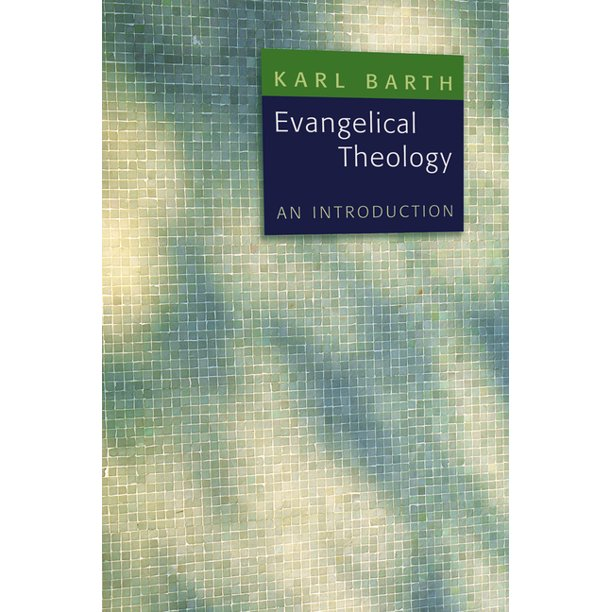 KARL BARTH
Evangelical
Theology
AN INTRODUCTION